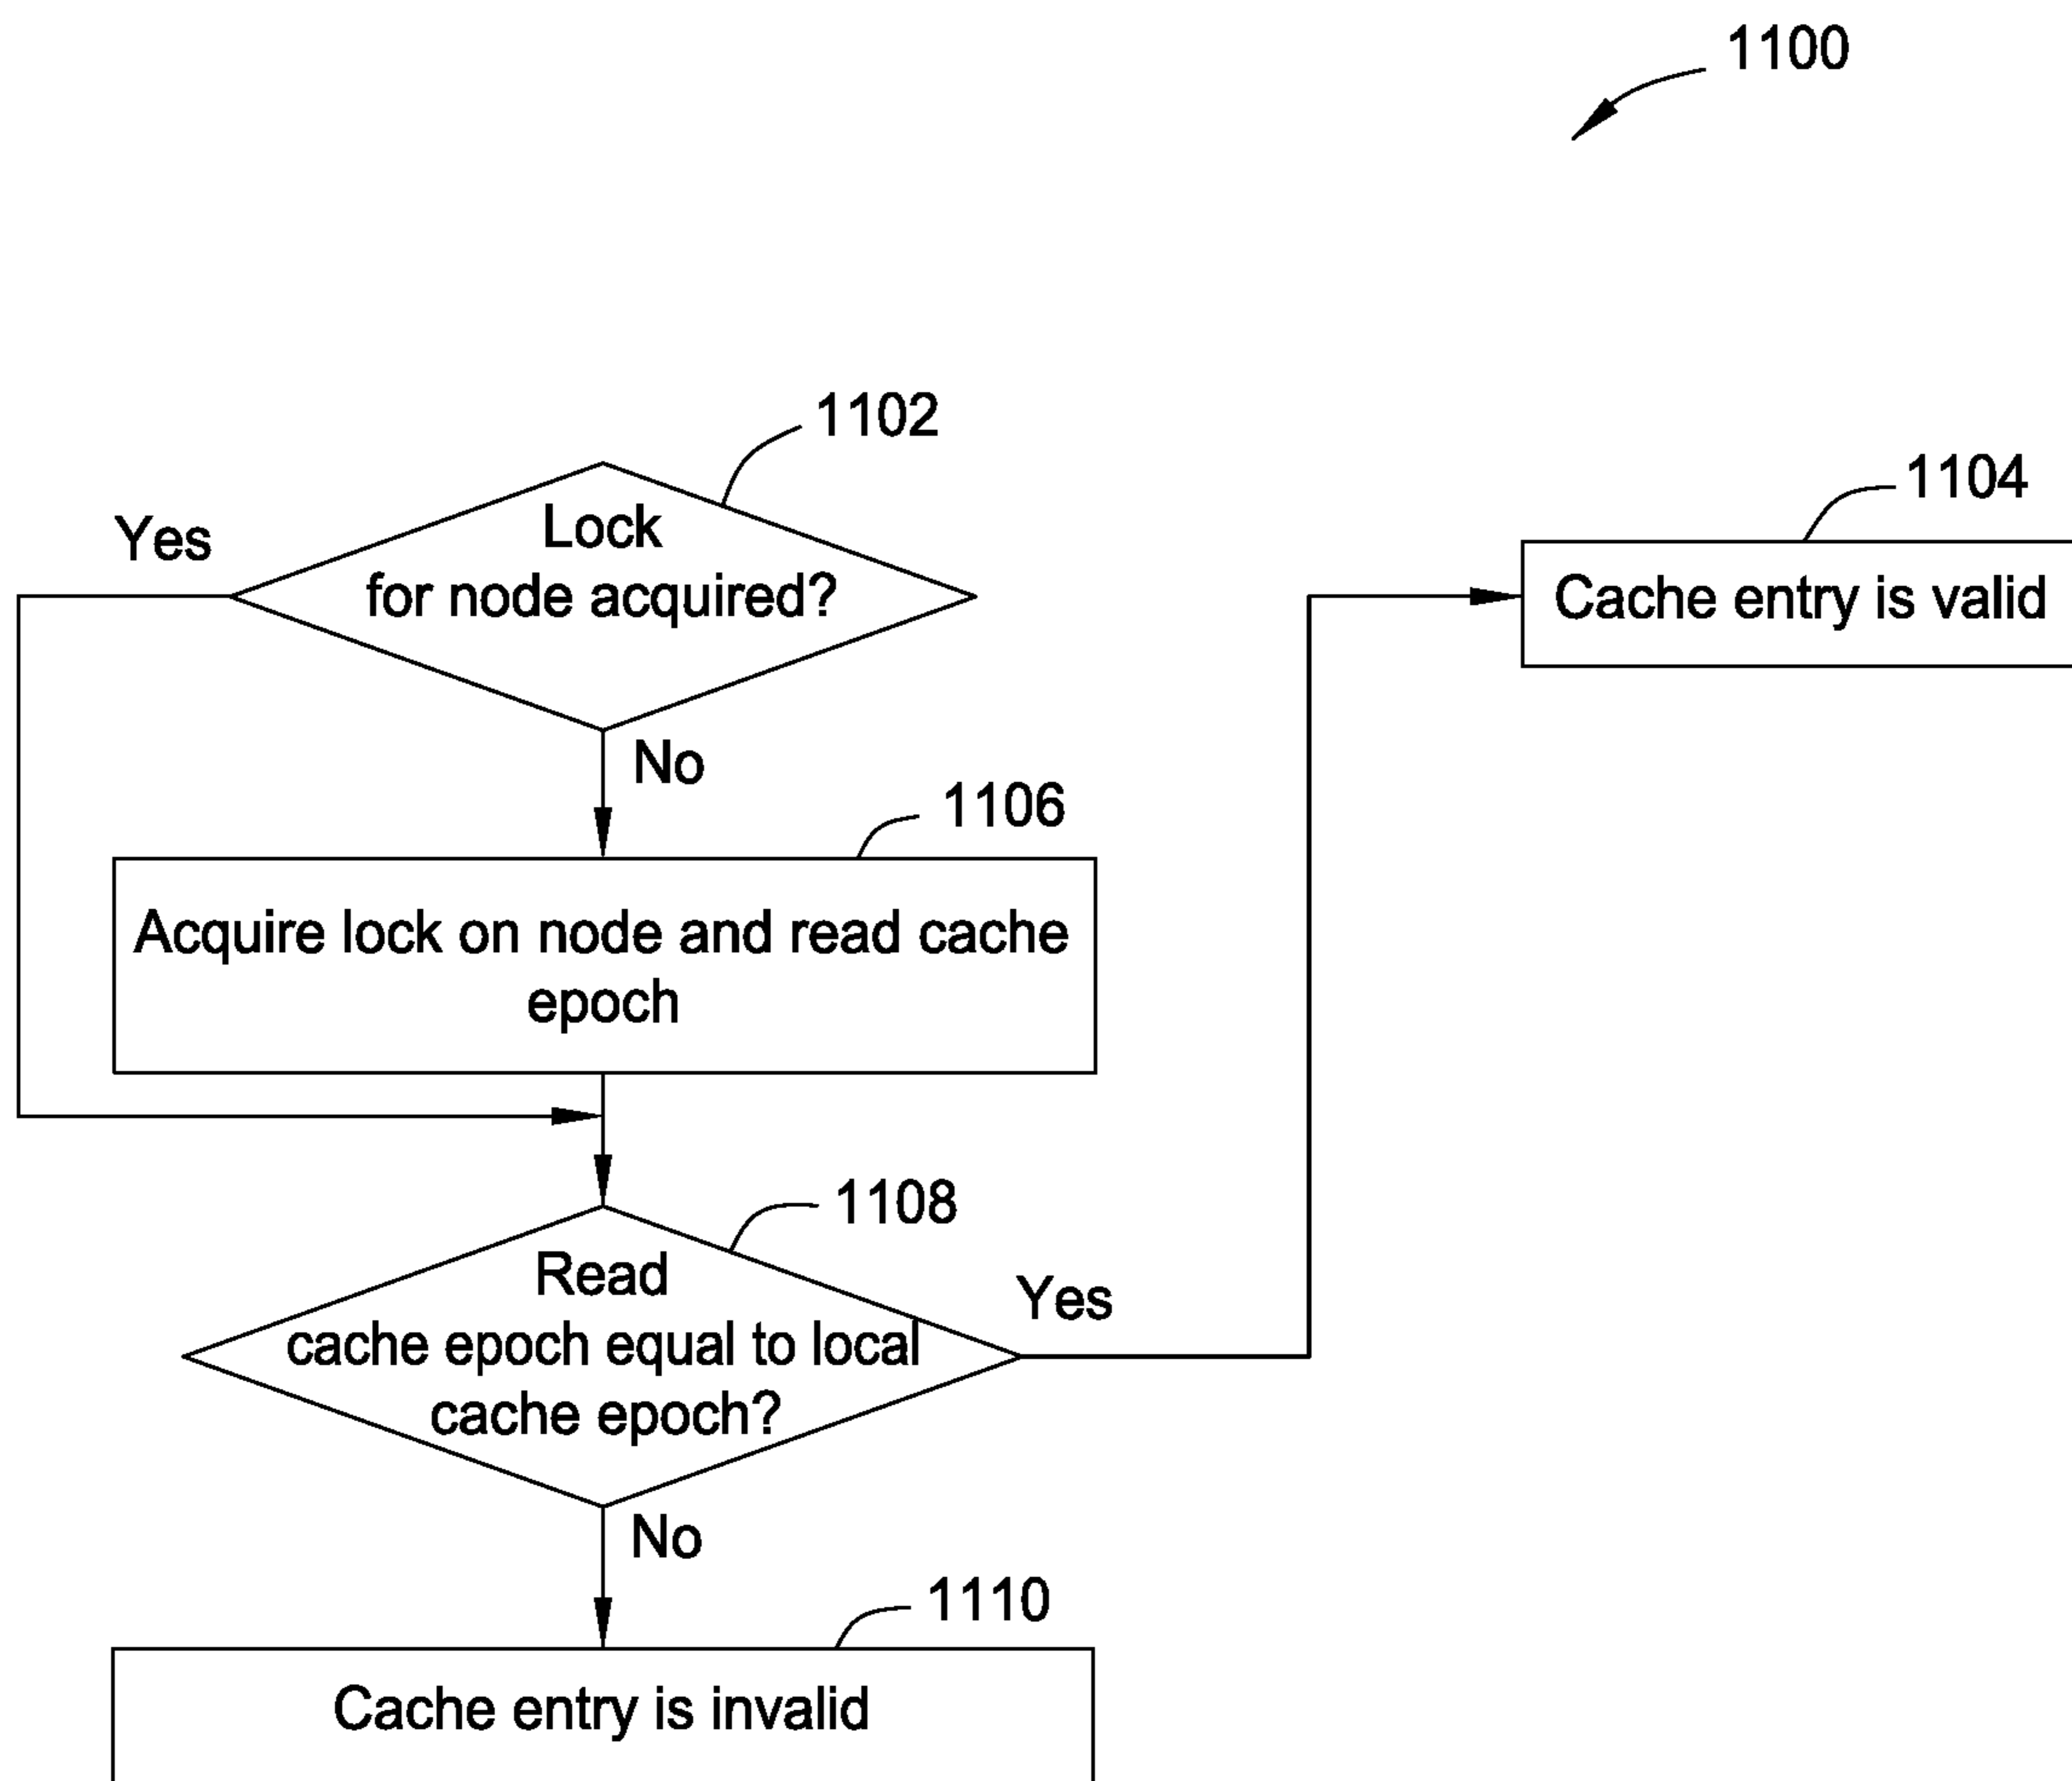 1100
1102
1104
Yes
Lock
for node acquired?
Cache entry is valid
No
1106
Acquire lock on node and read cache
epoch
1108
Read
cache epoch equal to local
cache epoch?
Yes
No
1110
Cache entry is invalid